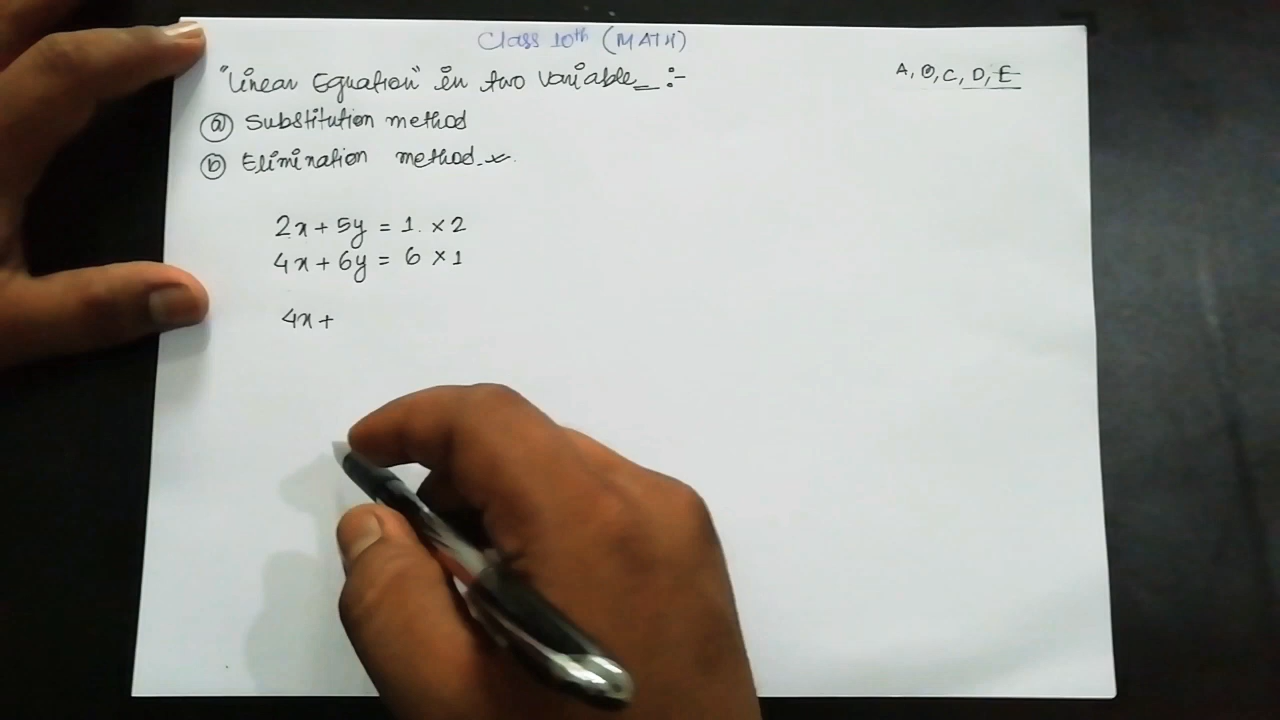 Class 10th (MATH)
"Linear Equation" in two Variable :-
A, B, C, D, E
(a) Substitution method
(b) Elimination method
2x + 5y = 1 × 2
4x + 6y = 6 × 1
4x +